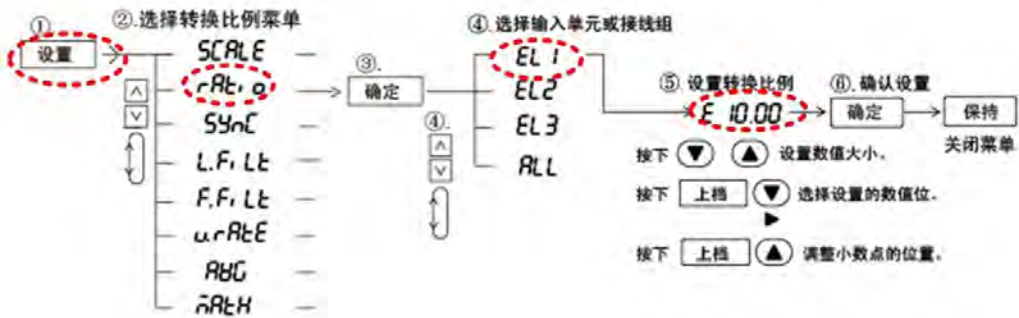 ①.
设置
②.选择转换比例菜单
SCALE
rAtio
SYnC
L.FiLt
F.FiLt
u.rAtE
AVG
MAtH
③.
确定
④.
④.选择输入单元或接线组
EL1
EL2
EL3
ALL
⑤.设置转换比例
E 10.00
⑥.确认设置
确定
保持
关闭菜单
按下 ▼ ▲ 设置数值大小。
按下 上档 ▼ 选择设置的数值位。
▶
按下 上档 ▲ 调整小数点的位置。